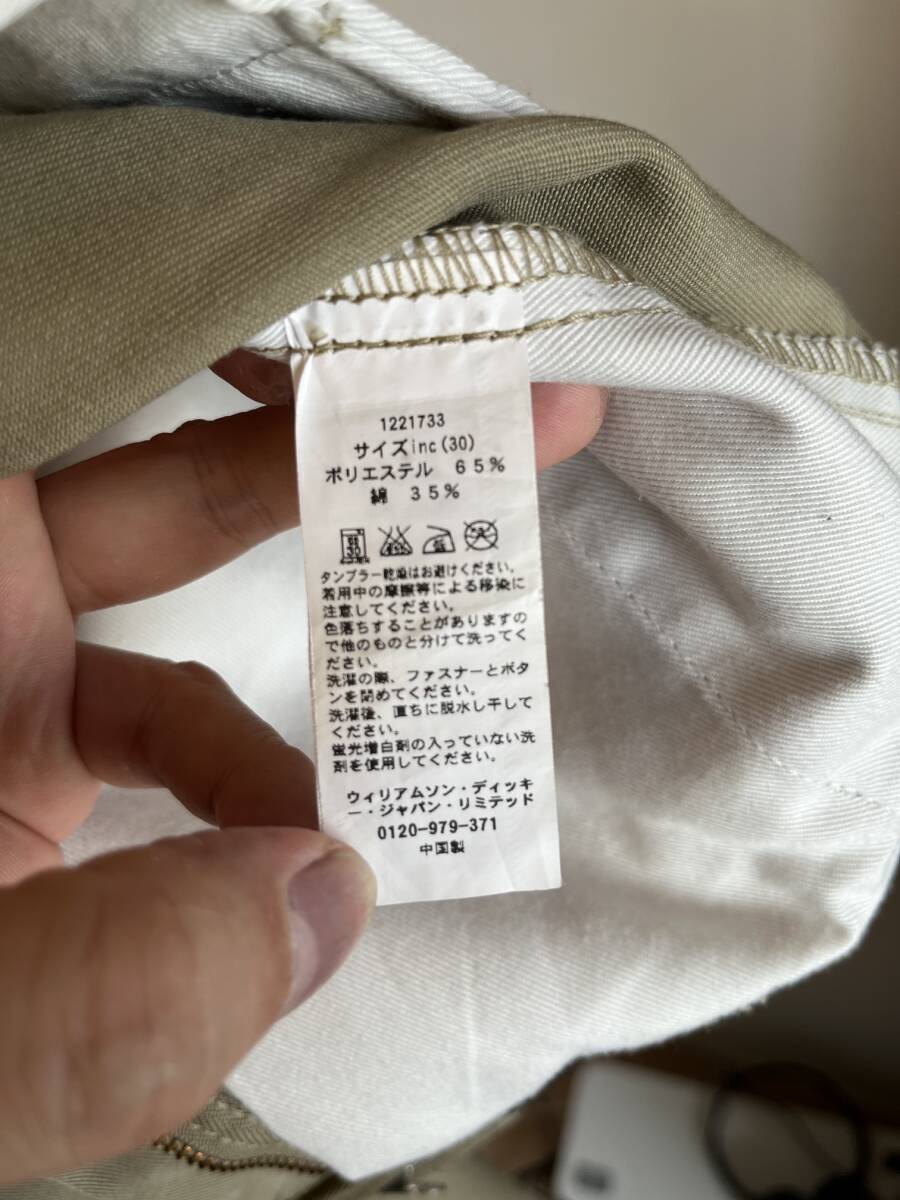 1221733
サイズinc(30)
ポリエステル 65%
綿 35%
タンブラー乾燥はお避けください。
着用中の摩擦等による移染に
注意してください。
色落ちすることがありますの
で他のものと分けて洗ってく
ださい。
洗濯の際、ファスナーとボタ
ンを閉めてください。
洗濯後、直ちに脱水し干して
ください。
蛍光増白剤の入っていない洗
剤を使用してください。
ウィリアムソン・ディッキ
ー・ジャパン・リミテッド
0120-979-371
中国製